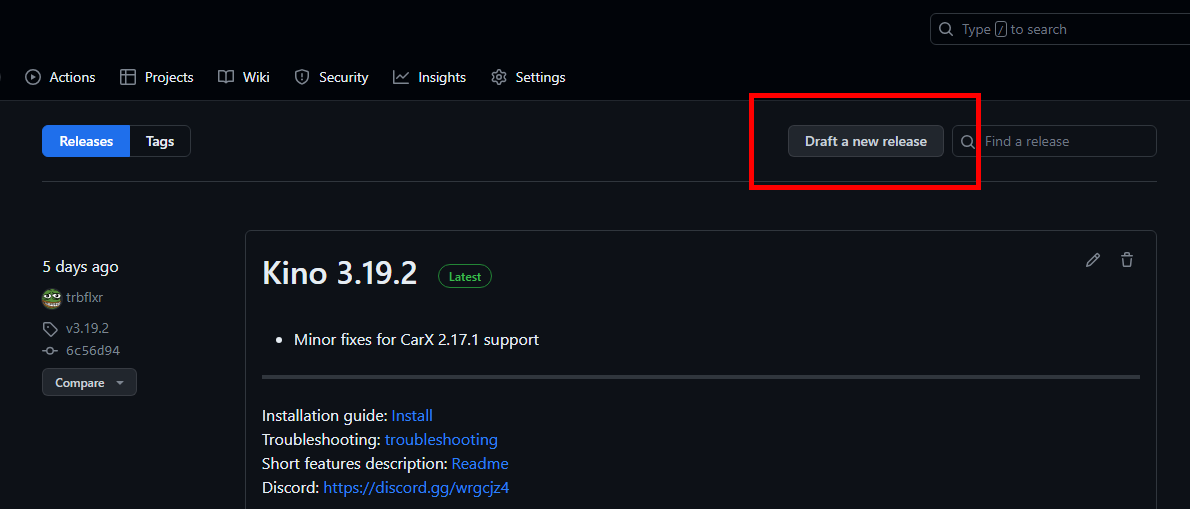 Type / to search
Actions Projects Wiki Security Insights Settings
Releases Tags Draft a new release Find a release
5 days ago
trbflxr
v3.19.2
6c56d94
Compare
Kino 3.19.2 Latest
Minor fixes for CarX 2.17.1 support
Installation guide: Install
Troubleshooting: troubleshooting
Short features description: Readme
Discord: https://discord.gg/wrgcjz4